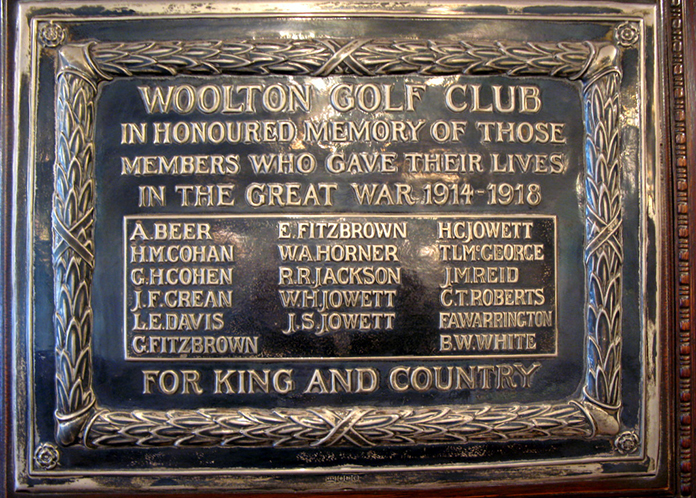 WOOLTON GOLF CLUB
IN HONOURED MEMORY OF THOSE
MEMBERS WHO GAVE THEIR LIVES
IN THE GREAT WAR 1914-1918
A. BEER
H.M. COHAN
G.H. COHEN
J.F. CREAN
L.E. DAVIS
G. FITZBROWN
E. FITZBROWN
W.A. HORNER
R.R. JACKSON
W.H. JOWETT
J.S. JOWETT
H.C. JOWETT
T.L. McGEORGE
J.M. REID
C.T. ROBERTS
F.A. WARRINGTON
B.W. WHITE
FOR KING AND COUNTRY